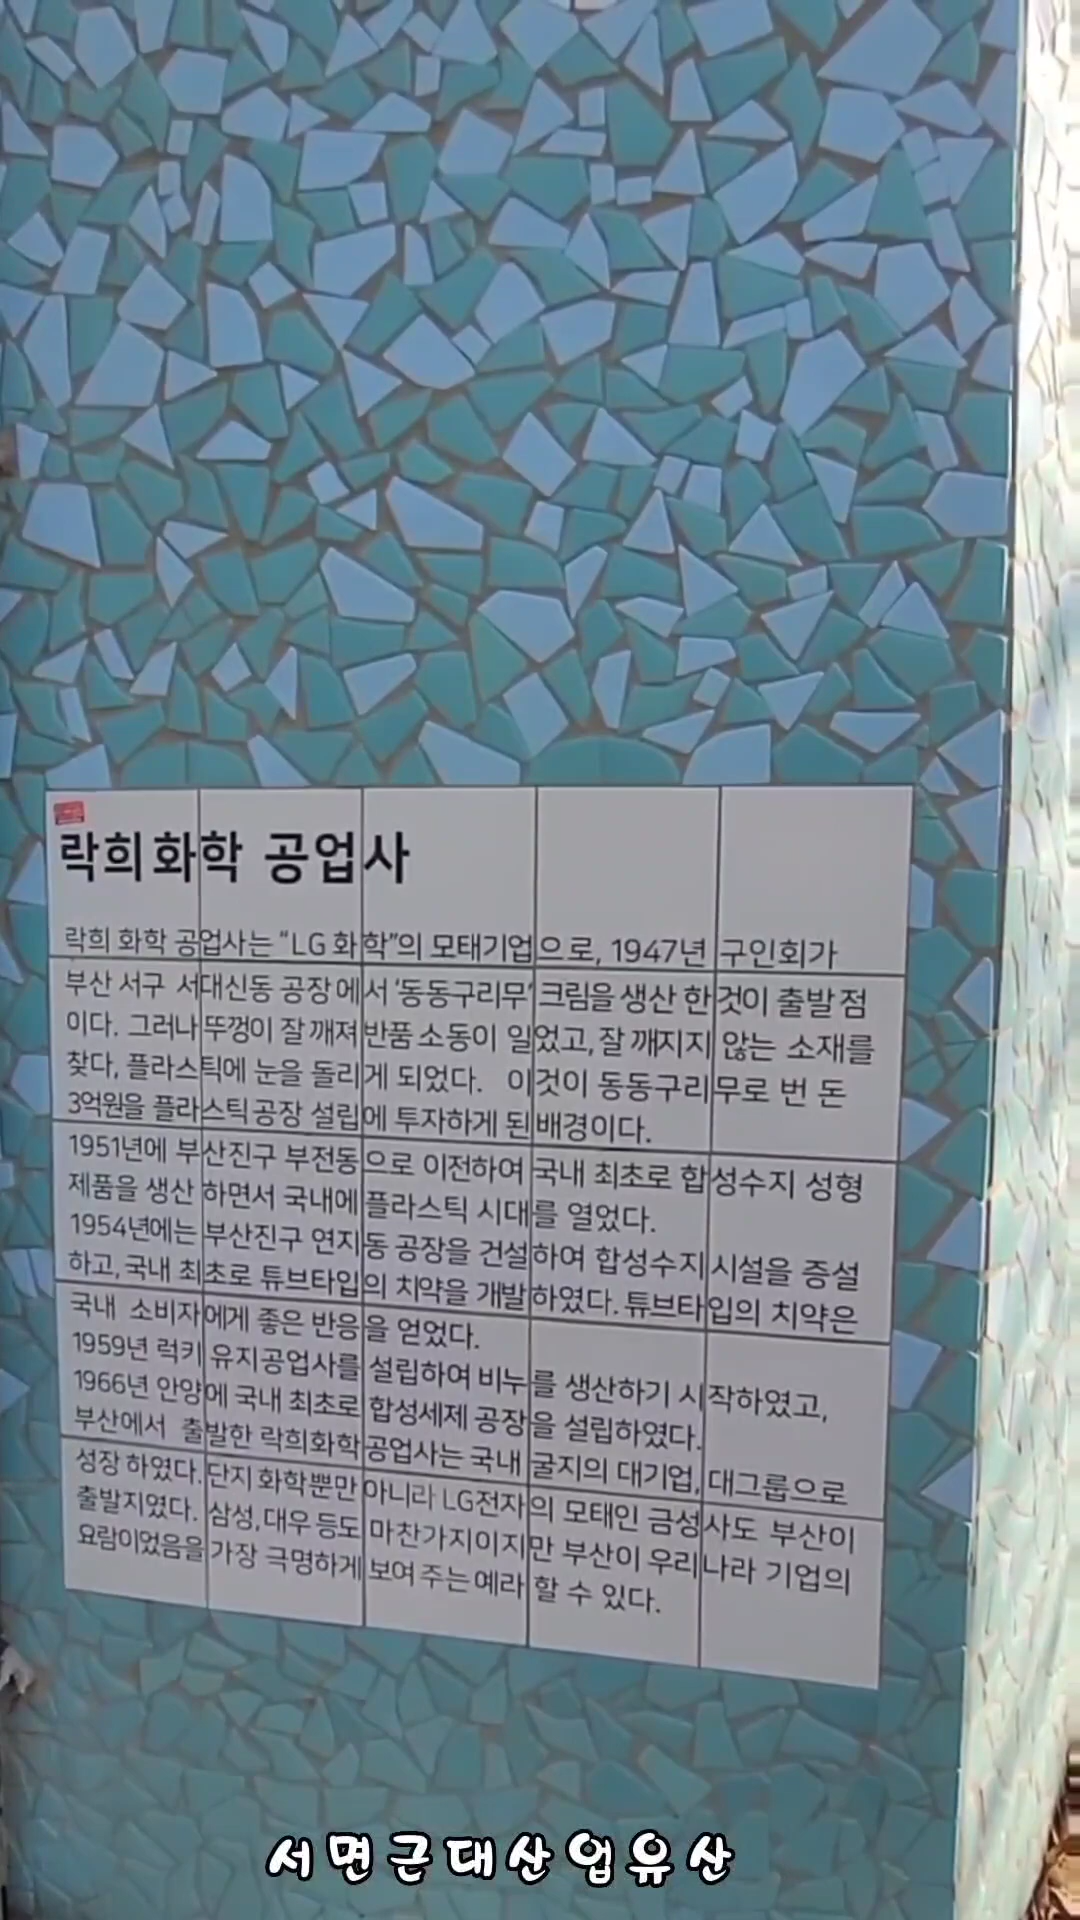 락희화학 공업사
락희 화학 공업사는 “LG 화학”의 모태기업으로, 1947년 구인회가
부산 서구 서대신동 공장에서 ‘동동구리무’ 크림을 생산 한것이 출발점
이다. 그러나 뚜껑이 잘 깨져 반품 소동이 일었고, 잘 깨지지 않는 소재를
찾다, 플라스틱에 눈을 돌리게 되었다. 이것이 동동구리무로 번 돈
3억원을 플라스틱 공장 설립에 투자하게 된 배경이다.
1951년에 부산진구 부전동으로 이전하여 국내 최초로 합성수지 성형
제품을 생산 하면서 국내에 플라스틱 시대를 열었다.
1954년에는 부산진구 연지동 공장을 건설하여 합성수지 시설을 증설
하고, 국내 최초로 튜브타입의 치약을 개발하였다. 튜브타입의 치약은
국내 소비자에게 좋은 반응을 얻었다.
1959년 럭키 유지공업사를 설립하여 비누를 생산하기 시작하였고,
1966년 안양에 국내 최초로 합성세제 공장을 설립하였다.
부산에서 출발한 락희화학공업사는 국내 굴지의 대기업, 대그룹으로
성장 하였다. 단지 화학뿐만 아니라 LG전자의 모태인 금성사도 부산이
출발지였다. 삼성, 대우 등도 마찬가지이지만 부산이 우리나라 기업의
요람이었음을 가장 극명하게 보여 주는 예라 할 수 있다.
서면근대산업유산